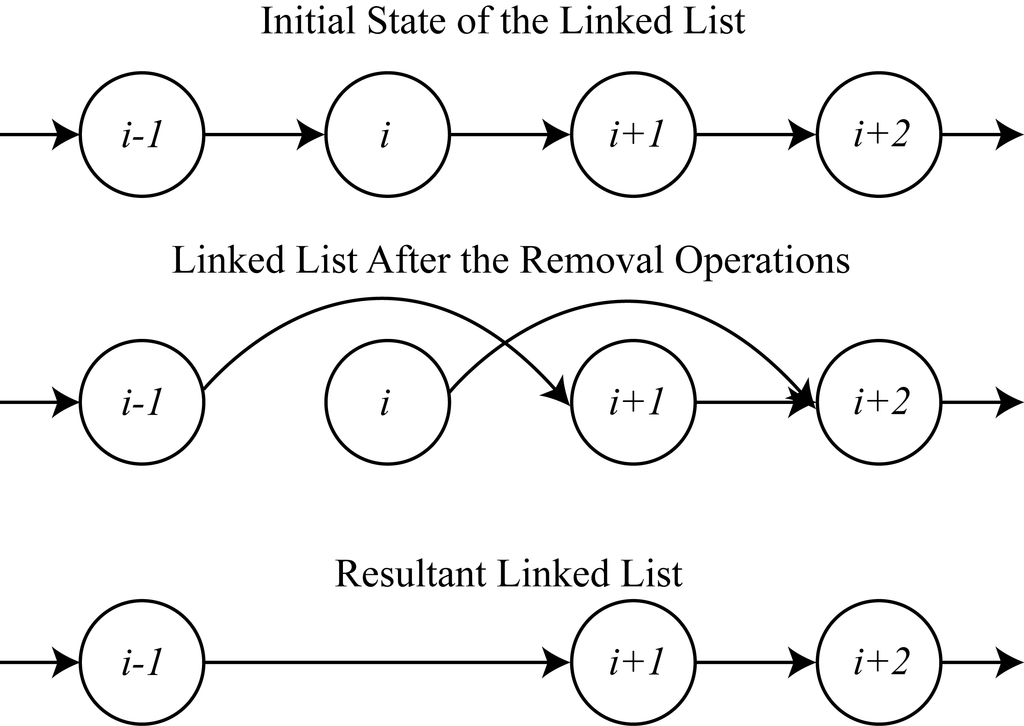 Initial State of the Linked List
i-1 i i+1 i+2
Linked List After the Removal Operations
i-1 i i+1 i+2
Resultant Linked List
i-1 i+1 i+2